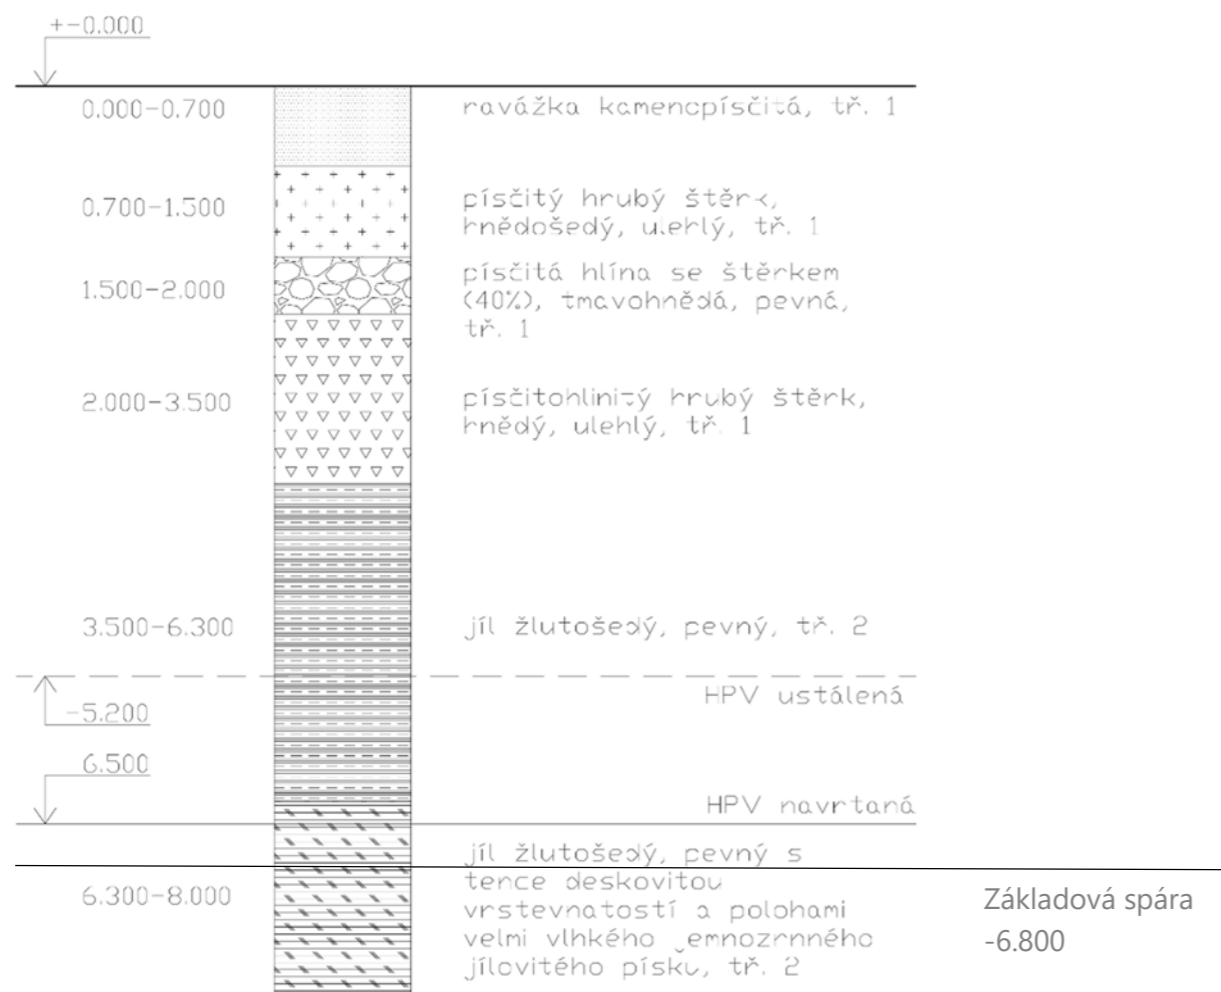 +-0.000
0.000-0.700
ravážka kamenopísčitá, tř. 1
0.700-1.500
písčitý hrubý štěrk,
hnědošedý, ulehlý, tř. 1
1.500-2.000
písčitá hlína se štěrkem
(40%), tmavohnědá, pevná,
tř. 1
2.000-3.500
písčitohlinitý hrubý štěrk,
hnědý, ulehlý, tř. 1
3.500-6.300
jíl žlutošedý, pevný, tř. 2
HPV ustálená
-5.200
6.500
HPV navrtaná
6.300-8.000
jíl žlutošedý, pevný s
tence deskovitou
vrstevnatostí a polohami
velmi vlhkého jemnozrnného
jílovitého písku, tř. 2
Základová spára
-6.800